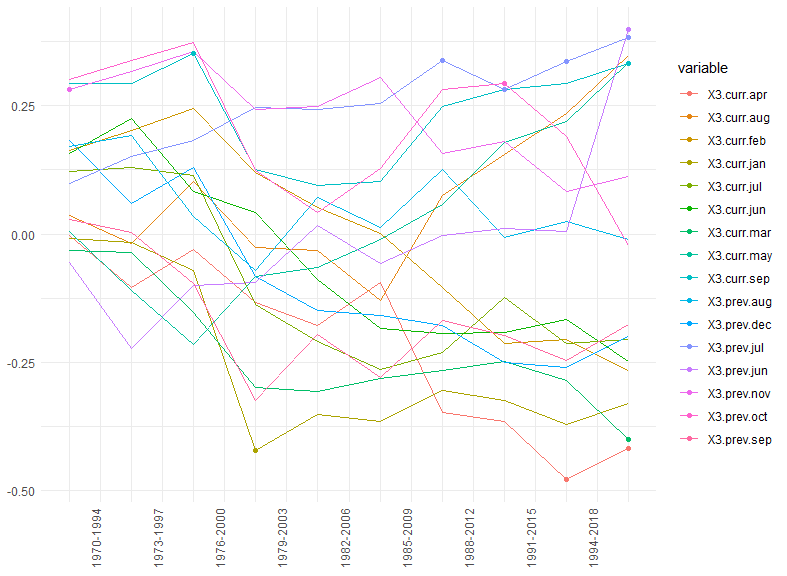 variable
X3.curr.apr
X3.curr.aug
X3.curr.feb
X3.curr.jan
X3.curr.jul
X3.curr.jun
X3.curr.mar
X3.curr.may
X3.curr.sep
X3.prev.aug
X3.prev.dec
X3.prev.jul
X3.prev.jun
X3.prev.nov
X3.prev.oct
X3.prev.sep
0.25
0.00
-0.25
-0.50
1970-1994
1973-1997
1976-2000
1979-2003
1982-2006
1985-2009
1988-2012
1991-2015
1994-2018